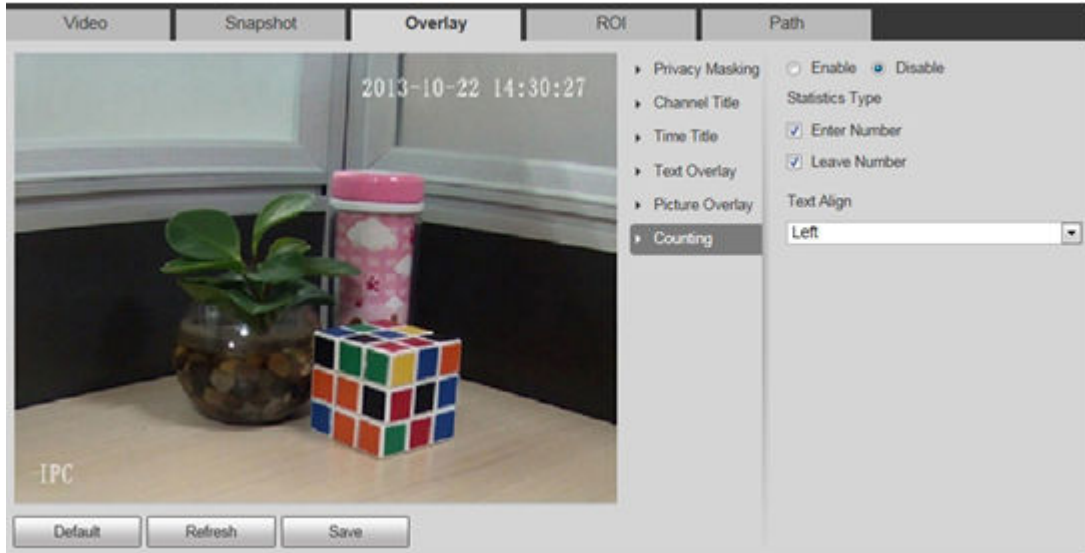 Video Snapshot Overlay ROI Path
2013-10-22 14:30:27
IPC
Privacy Masking
Channel Title
Time Title
Text Overlay
Picture Overlay
Counting
Enable Disable
Statistics Type
Enter Number
Leave Number
Text Align
Left
Default Refresh Save